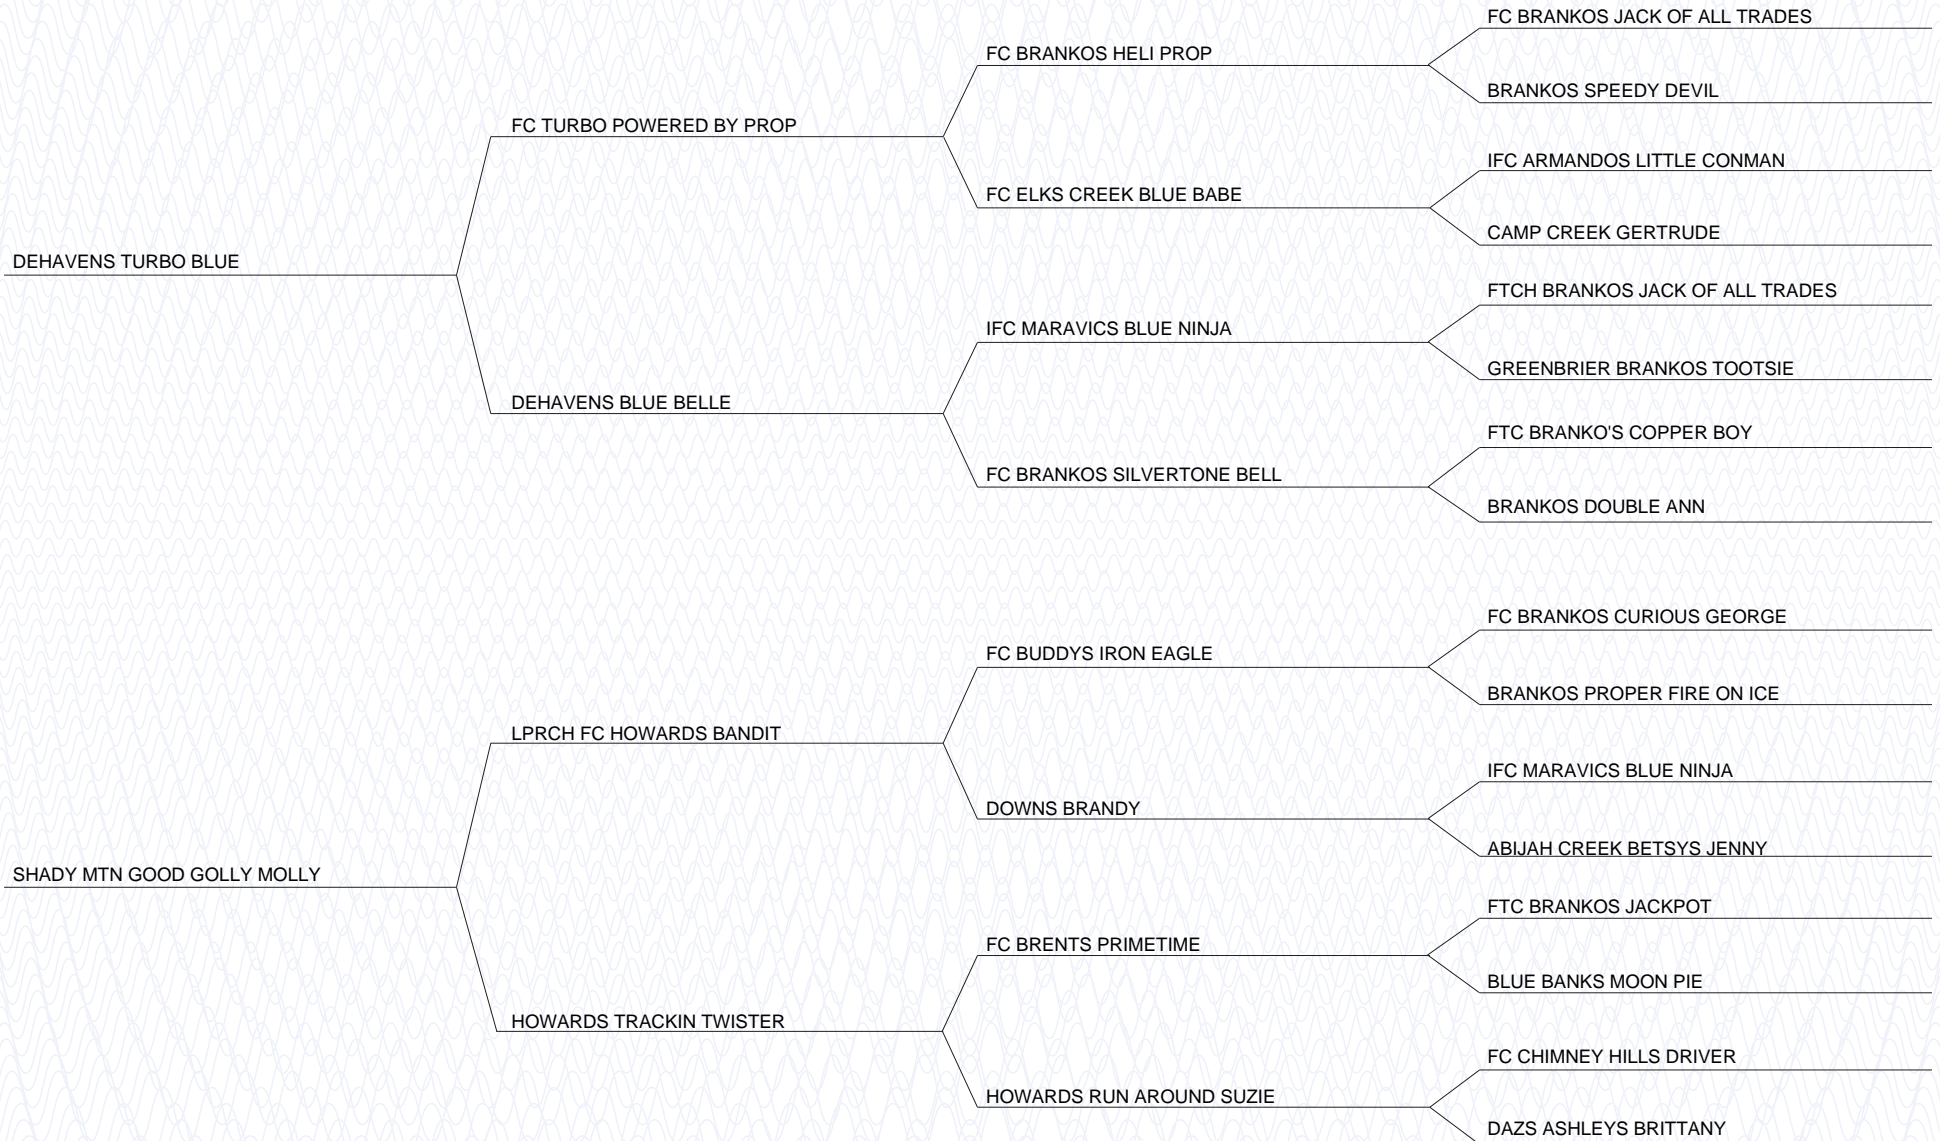 FC BRANKOS JACK OF ALL TRADES
FC BRANKOS HELI PROP
BRANKOS SPEEDY DEVIL
FC TURBO POWERED BY PROP
IFC ARMANDOS LITTLE CONMAN
FC ELKS CREEK BLUE BABE
CAMP CREEK GERTRUDE
DEHAVENS TURBO BLUE
FTCH BRANKOS JACK OF ALL TRADES
IFC MARAVICS BLUE NINJA
GREENBRIER BRANKOS TOOTSIE
DEHAVENS BLUE BELLE
FTC BRANKO'S COPPER BOY
FC BRANKOS SILVERTONE BELL
BRANKOS DOUBLE ANN
FC BRANKOS CURIOUS GEORGE
FC BUDDYS IRON EAGLE
BRANKOS PROPER FIRE ON ICE
LPRCH FC HOWARDS BANDIT
IFC MARAVICS BLUE NINJA
DOWNS BRANDY
ABIJAH CREEK BETSYS JENNY
SHADY MTN GOOD GOLLY MOLLY
FTC BRANKOS JACKPOT
FC BRENTS PRIMETIME
BLUE BANKS MOON PIE
HOWARDS TRACKIN TWISTER
FC CHIMNEY HILLS DRIVER
HOWARDS RUN AROUND SUZIE
DAZS ASHLEYS BRITTANY